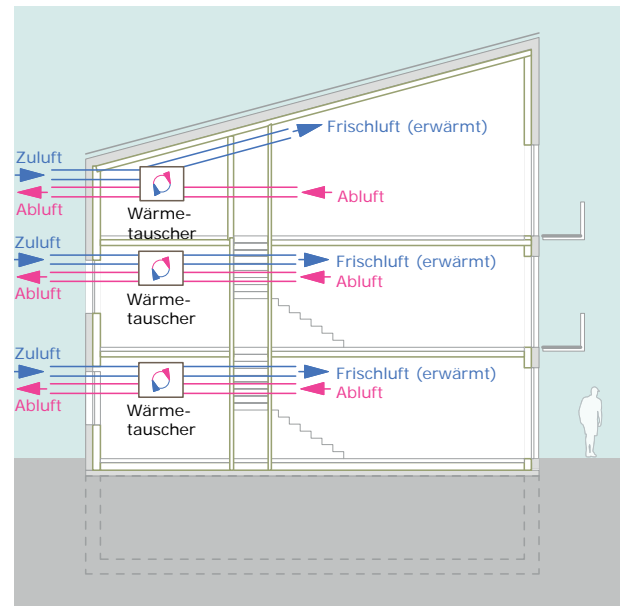 Frischluft (erwärmt)
Zuluft
Abluft
Abluft
Wärme-
tauscher
Zuluft
Frischluft (erwärmt)
Abluft
Abluft
Wärme-
tauscher
Zuluft
Frischluft (erwärmt)
Abluft
Abluft
Wärme-
tauscher